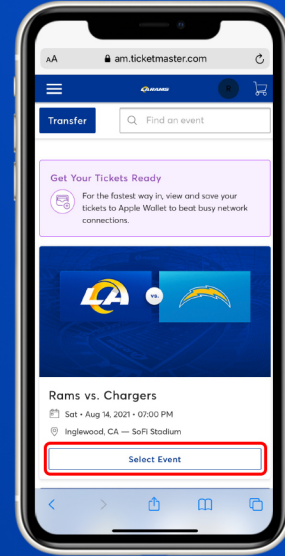 AA am.ticketmaster.com
RAMS
Transfer Find an event
Get Your Tickets Ready
For the fastest way in, view and save your
tickets to Apple Wallet to beat busy network
connections.
LA vs.
Rams vs. Chargers
Sat • Aug 14, 2021 • 07:00 PM
Inglewood, CA — SoFi Stadium
Select Event